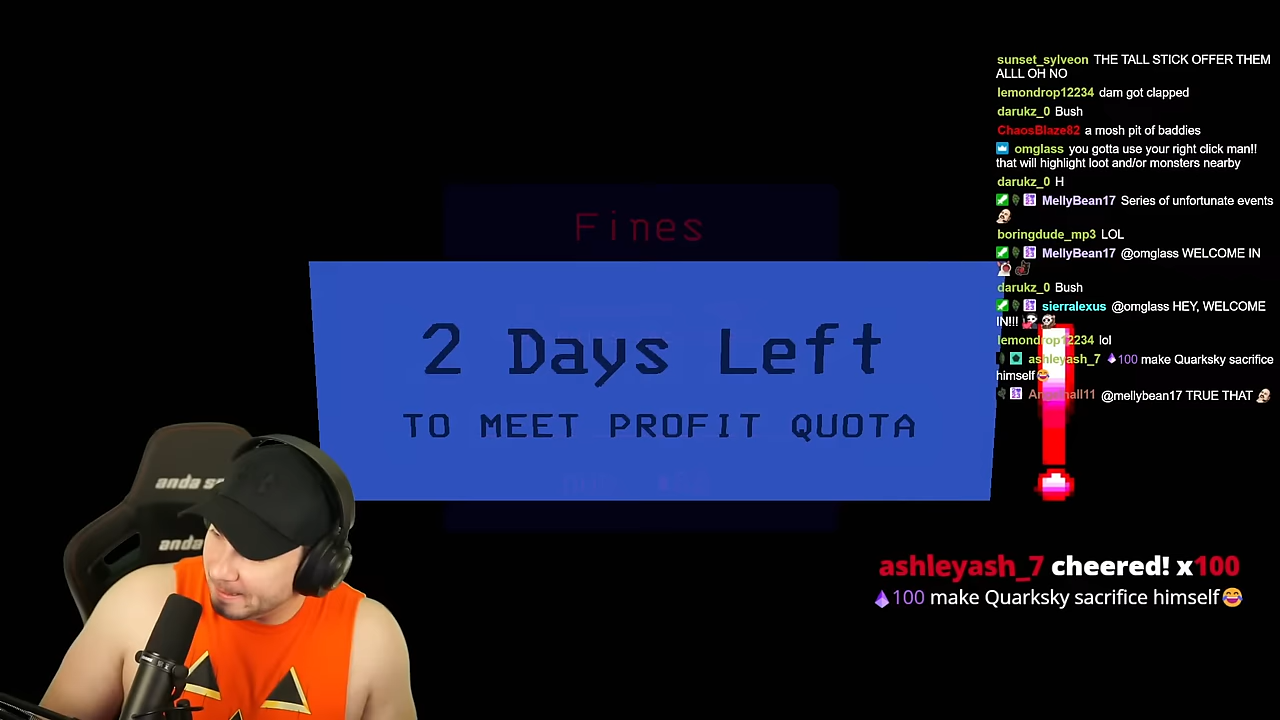 sunset_sylveon THE TALL STICK OFFER THEM
ALLL OH NO
lemondrop12234 dam got clapped
darukz_0 Bush
ChaosBlaze82 a mosh pit of baddies
omglass you gotta use your right click man!!
that will highlight loot and/or monsters nearby
darukz_0 H
MellyBean17 Series of unfortunate events
boringdude_mp3 LOL
MellyBean17 @omglass WELCOME IN
darukz_0 Bush
sierralexus @omglass HEY, WELCOME
IN!!!
lemondrop12234 lol
ashleyash_7 100 make Quarksky sacrifice
himself😂
@mellybean17 TRUE THAT
Fines
2 Days Left
TO MEET PROFIT QUOTA
anda
anda
ashleyash_7 cheered! x100
100 make Quarksky sacrifice himself😂